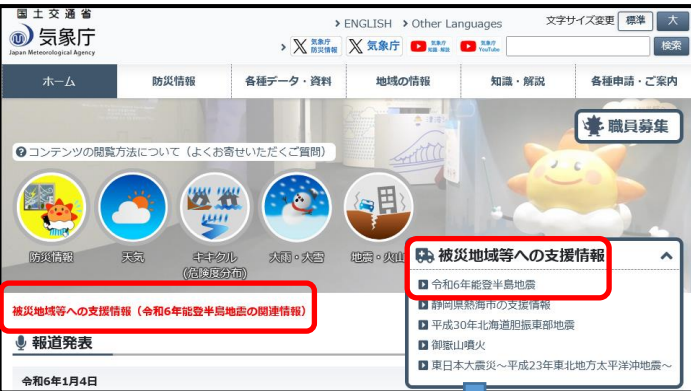 国土交通省
気象庁
Japan Meteorological Agency
ENGLISH Other Languages
文字サイズ変更 標準 大
気象庁 防災情報
気象庁
気象庁
気象庁 YouTube
検索
ホーム 防災情報 各種データ・資料 地域の情報 知識・解説 各種申請・ご案内
職員募集
コンテンツの閲覧方法について(よくお寄せいただくご質問)
防災情報 天気 キキクル 大雨・大雪 地震・火山
(危険度分布)
被災地域等への支援情報
令和6年能登半島地震
静岡県熱海市の支援情報
平成30年北海道胆振東部地震
御嶽山噴火
東日本大震災~平成23年東北地方太平洋沖地震~
被災地域等への支援情報(令和6年能登半島地震の関連情報)
報道発表
令和6年1月4日